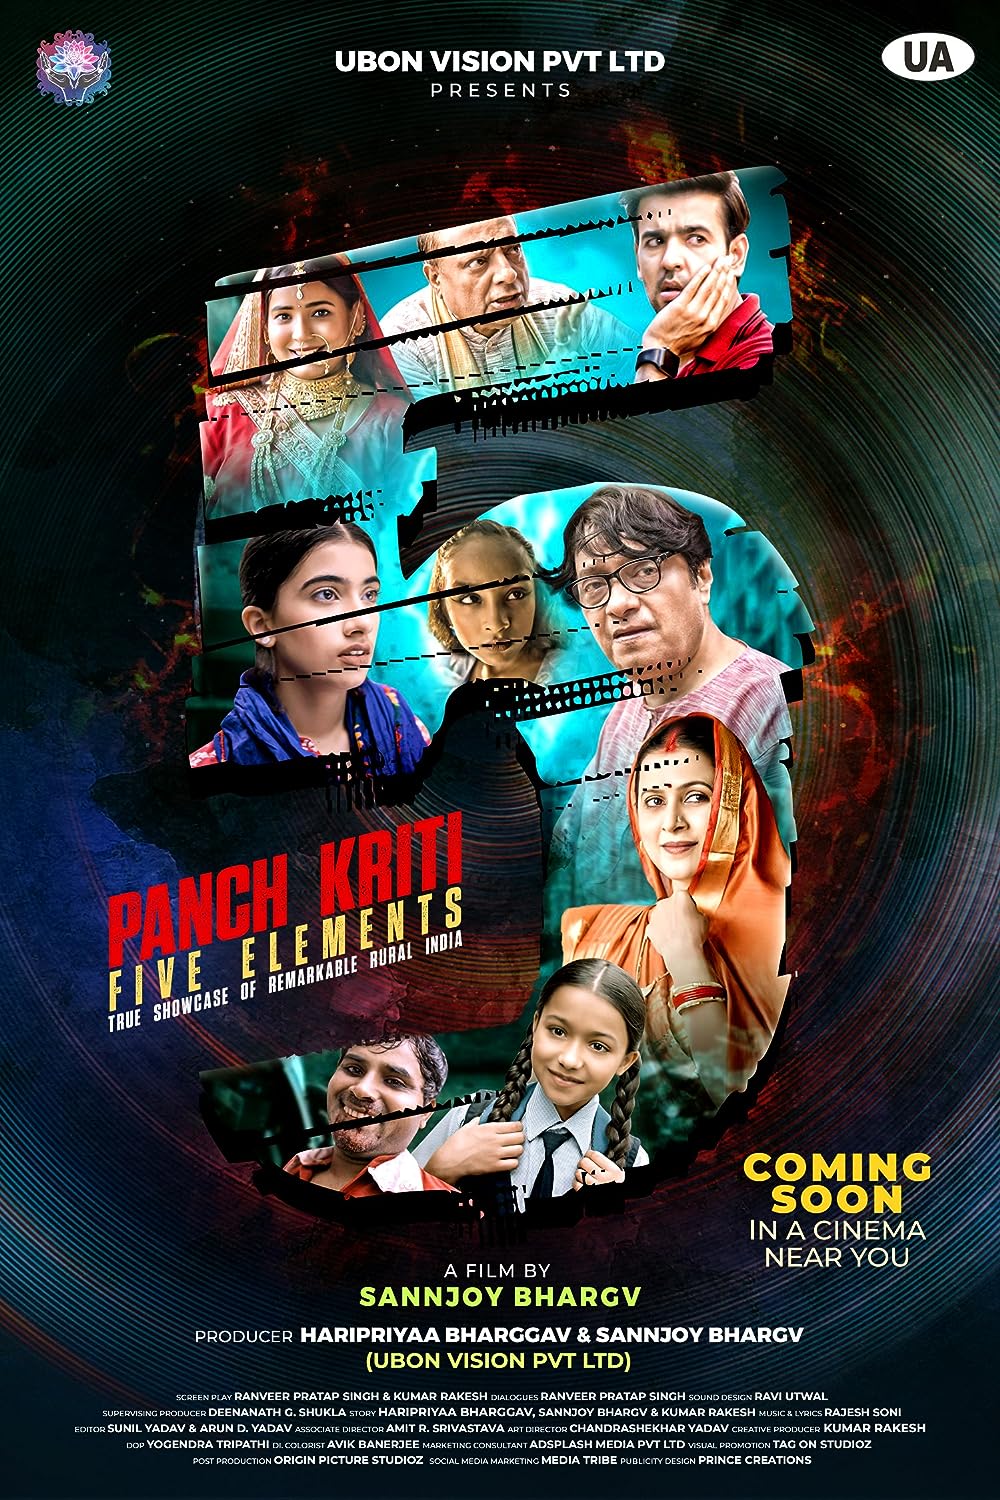 UBON VISION PVT LTD
PRESENTS
UA
PANCH KRITI
FIVE ELEMENTS
TRUE SHOWCASE OF REMARKABLE RURAL INDIA
COMING
SOON
IN A CINEMA
NEAR YOU
A FILM BY
SANNJOY BHARGV
PRODUCER HARIPRIYAA BHARGGAV & SANNJOY BHARGV
(UBON VISION PVT LTD)
SCREEN PLAY RANVEER PRATAP SINGH & KUMAR RAKESH DIALOGUES RANVEER PRATAP SINGH SOUND DESIGN RAVI UTWAL
SUPERVISING PRODUCER DEENANATH G. SHUKLA STORY HARIPRIYAA BHARGGAV, SANNJOY BHARGV & KUMAR RAKESH MUSIC & LYRICS RAJESH SONI
EDITOR SUNIL YADAV & ARUN D. YADAV ASSOCIATE DIRECTOR AMIT R. SRIVASTAVA ART DIRECTOR CHANDRASHEKHAR YADAV CREATIVE PRODUCER KUMAR RAKESH
DOP YOGENDRA TRIPATHI DI. COLORIST AVIK BANERJEE MARKETING CONSULTANT ADSPLASH MEDIA PVT LTD VISUAL PROMOTION TAG ON STUDIOZ
POST PRODUCTION ORIGIN PICTURE STUDIOZ SOCIAL MEDIA MARKETING MEDIA TRIBE PUBLICITY DESIGN PRINCE CREATIONS